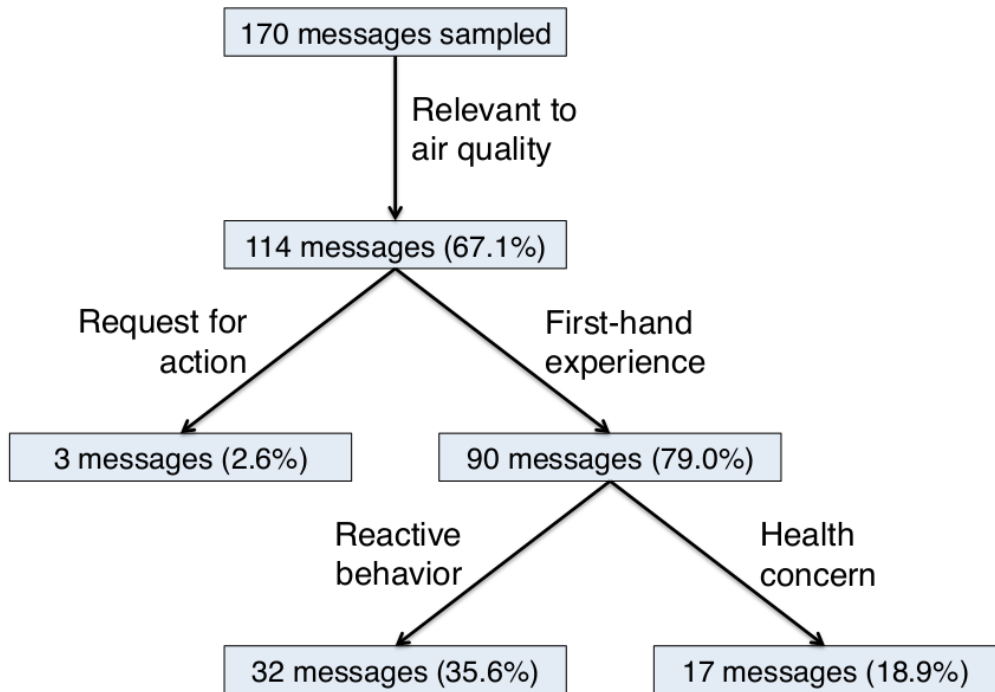 170 messages sampled
Relevant to
air quality
114 messages (67.1%)
Request for
action
First-hand
experience
3 messages (2.6%)
90 messages (79.0%)
Reactive
behavior
Health
concern
32 messages (35.6%)
17 messages (18.9%)